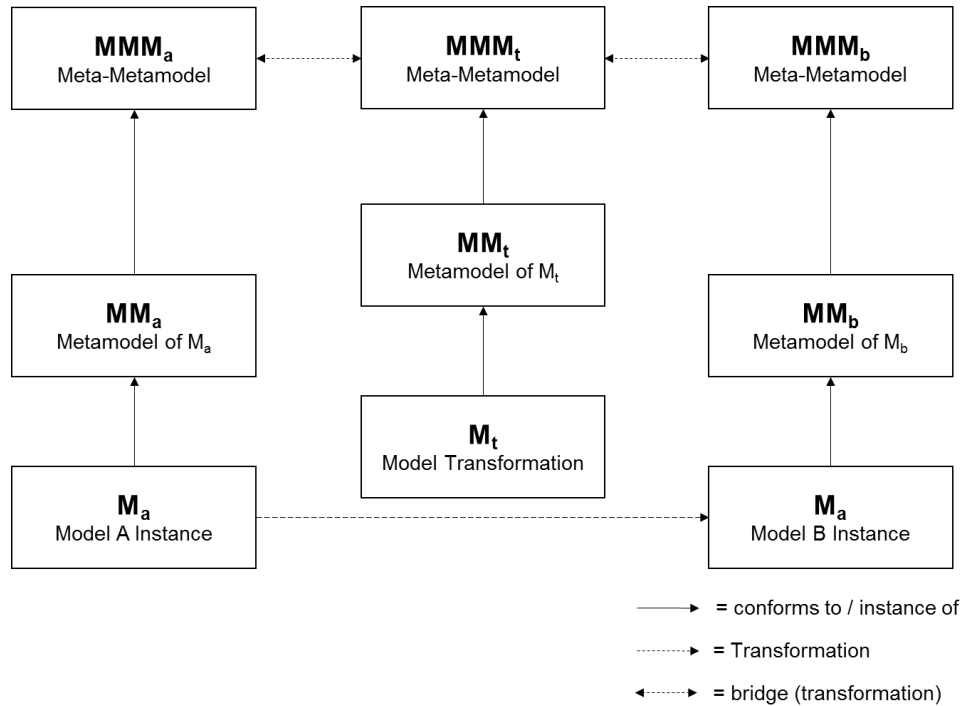 MMMa
Meta-Metamodel
MMMt
Meta-Metamodel
MMMb
Meta-Metamodel
MMt
Metamodel of Mt
MMa
Metamodel of Ma
MMb
Metamodel of Mb
Mt
Model Transformation
Ma
Model A Instance
Ma
Model B Instance
= conforms to / instance of
= Transformation
= bridge (transformation)